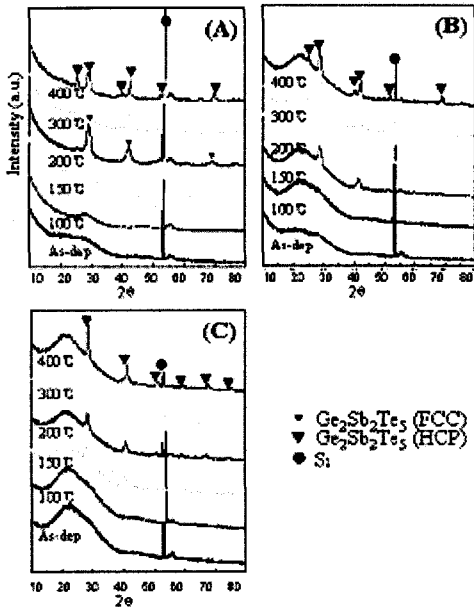 (A)
400℃
300℃
200℃
150℃
100℃
As-dep
Intensity (a.u.)
10 20 30 40 50 60 70 80
2θ
(B)
400℃
300℃
200℃
150℃
100℃
As-dep
10 20 30 40 50 60 70 80
2θ
(C)
400℃
300℃
200℃
150℃
100℃
As-dep
10 20 30 40 50 60 70 80
2θ
Ge₂Sb₂Te₅ (FCC)
Ge₂Sb₂Te₅ (HCP)
Si